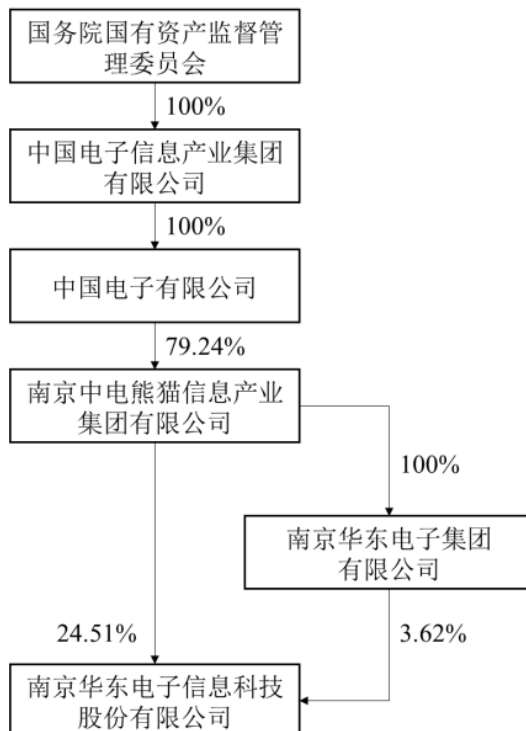 国务院国有资产监督管
理委员会
100%
中国电子信息产业集团
有限公司
100%
中国电子有限公司
79.24%
南京中电熊猫信息产业
集团有限公司
100%
南京华东电子集团
有限公司
24.51%
3.62%
南京华东电子信息科技
股份有限公司